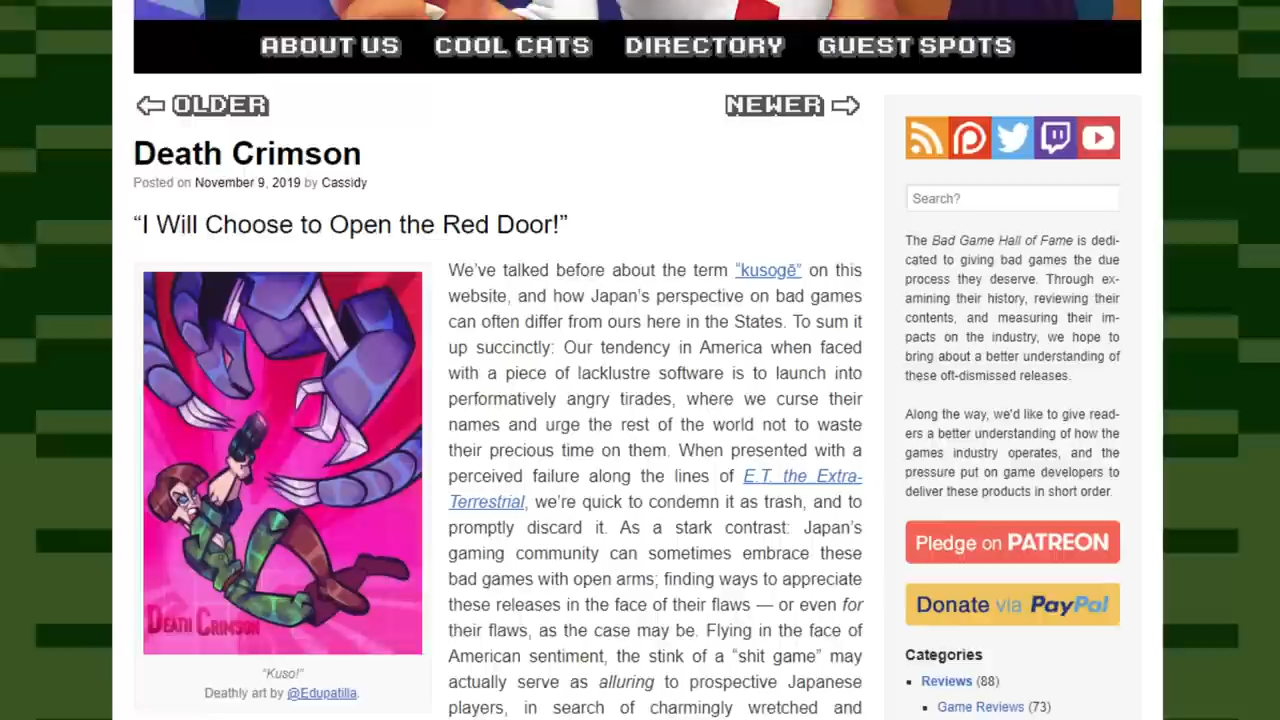 ABOUT US COOL CATS DIRECTORY GUEST SPOTS
OLDER NEWER
Death Crimson
Posted on November 9, 2019 by Cassidy
“I Will Choose to Open the Red Door!”
DEATH CRIMSON
“Kuso!”
Deathly art by @Edupatilla.
We’ve talked before about the term “kusogē” on this
website, and how Japan’s perspective on bad games
can often differ from ours here in the States. To sum it
up succinctly: Our tendency in America when faced
with a piece of lacklustre software is to launch into
performatively angry tirades, where we curse their
names and urge the rest of the world not to waste
their precious time on them. When presented with a
perceived failure along the lines of E.T. the Extra-
Terrestrial, we’re quick to condemn it as trash, and to
promptly discard it. As a stark contrast: Japan’s
gaming community can sometimes embrace these
bad games with open arms; finding ways to appreciate
these releases in the face of their flaws — or even for
their flaws, as the case may be. Flying in the face of
American sentiment, the stink of a “shit game” may
actually serve as alluring to prospective Japanese
players, in search of charmingly wretched and
Search?
The Bad Game Hall of Fame is dedi-
cated to giving bad games the due
process they deserve. Through ex-
amining their history, reviewing their
contents, and measuring their im-
pacts on the industry, we hope to
bring about a better understanding of
these oft-dismissed releases.
Along the way, we'd like to give read-
ers a better understanding of how the
games industry operates, and the
pressure put on game developers to
deliver these products in short order.
Pledge on PATREON
Donate via PayPal
Categories
Reviews (88)
Game Reviews (73)